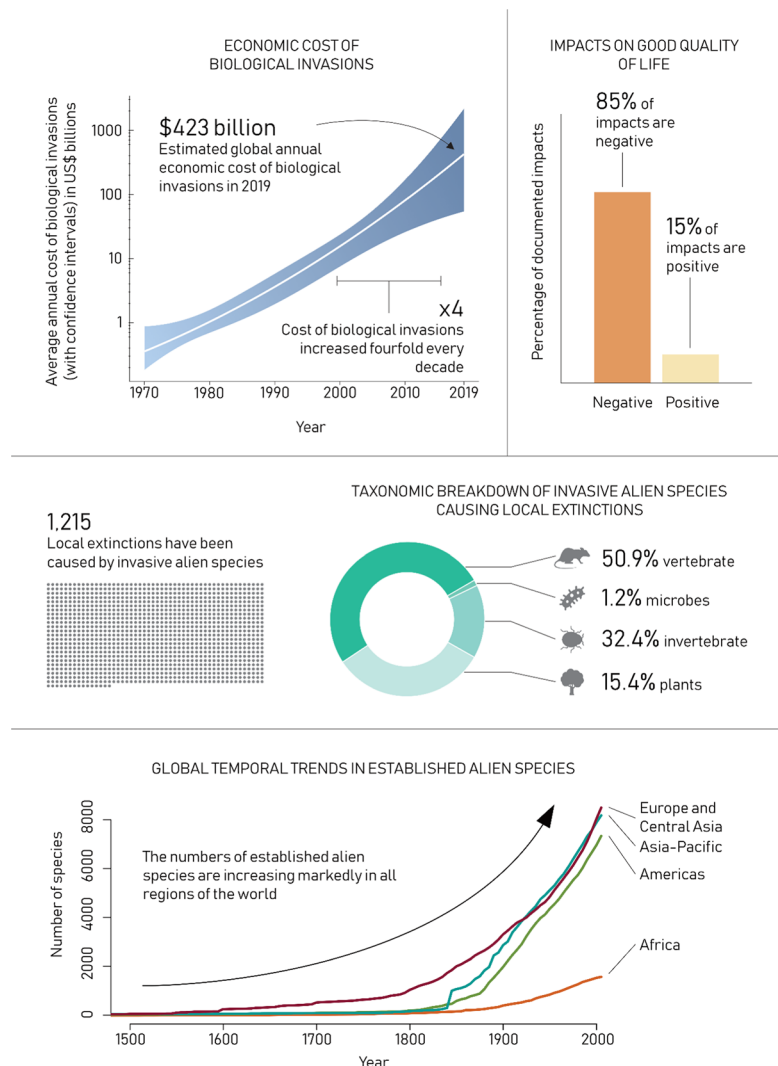 ECONOMIC COST OF
BIOLOGICAL INVASIONS
Average annual cost of biological invasions
(with confidence intervals) in US$ billions
1000
100
10
1
$423 billion
Estimated global annual
economic cost of biological
invasions in 2019
x4
Cost of biological invasions
increased fourfold every
decade
1970
1980
1990
2000
2010
2019
Year
IMPACTS ON GOOD QUALITY
OF LIFE
Percentage of documented impacts
85% of
impacts are
negative
15% of
impacts are
positive
Negative
Positive
1,215
Local extinctions have been
caused by invasive alien species
TAXONOMIC BREAKDOWN OF INVASIVE ALIEN SPECIES
CAUSING LOCAL EXTINCTIONS
50.9% vertebrate
1.2% microbes
32.4% invertebrate
15.4% plants
GLOBAL TEMPORAL TRENDS IN ESTABLISHED ALIEN SPECIES
Number of species
8000
6000
4000
2000
0
The numbers of established alien
species are increasing markedly in all
regions of the world
Europe and
Central Asia
Asia-Pacific
Americas
Africa
1500
1600
1700
1800
1900
2000
Year